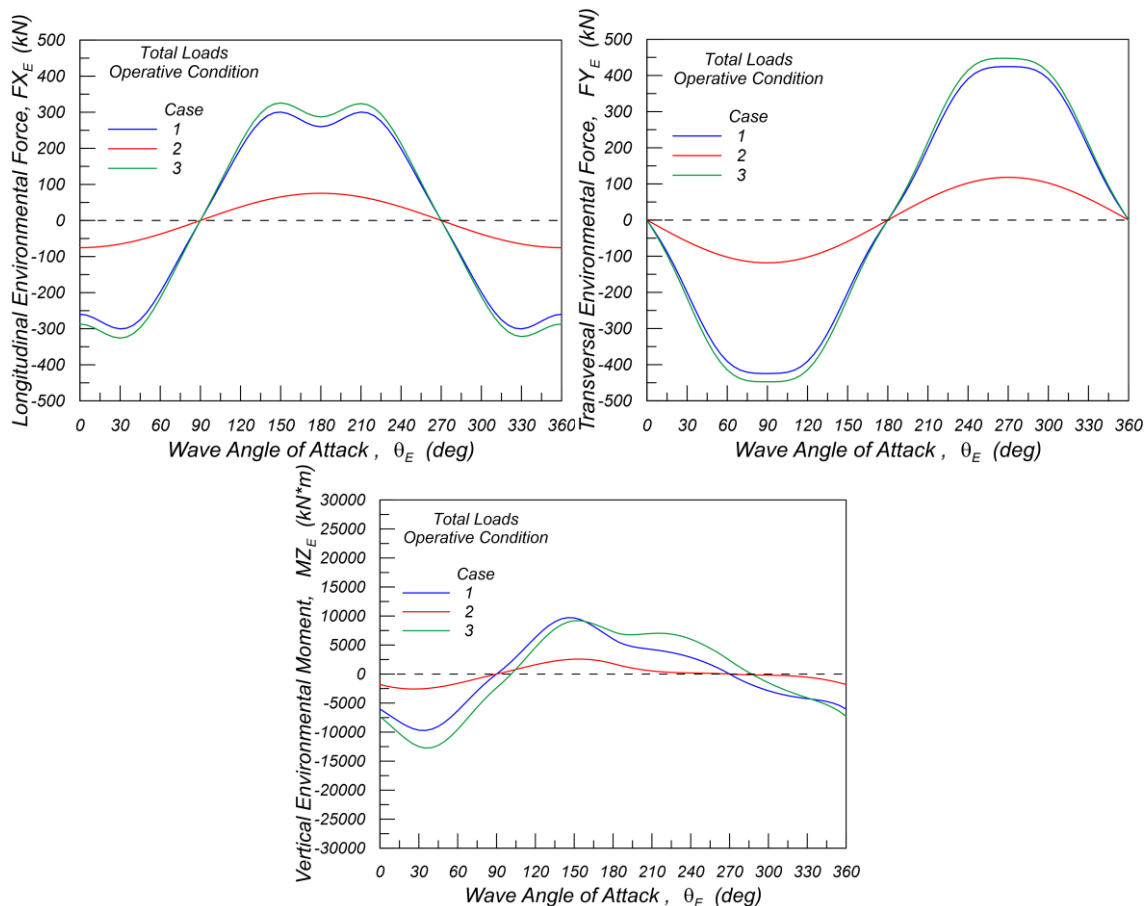 Longitudinal Environmental Force, FX_E (kN)
500
400
300
200
100
0
-100
-200
-300
-400
-500
Total Loads
Operative Condition
Case
1
2
3
0 30 60 90 120 150 180 210 240 270 300 330 360
Wave Angle of Attack , θ_E (deg)
Transversal Environmental Force, FY_E (kN)
500
400
300
200
100
0
-100
-200
-300
-400
-500
Total Loads
Operative Condition
Case
1
2
3
0 30 60 90 120 150 180 210 240 270 300 330 360
Wave Angle of Attack , θ_E (deg)
Vertical Environmental Moment, MZ_E (kN*m)
30000
25000
20000
15000
10000
5000
0
-5000
-10000
-15000
-20000
-25000
-30000
Total Loads
Operative Condition
Case
1
2
3
0 30 60 90 120 150 180 210 240 270 300 330 360
Wave Angle of Attack , θ_E (deg)